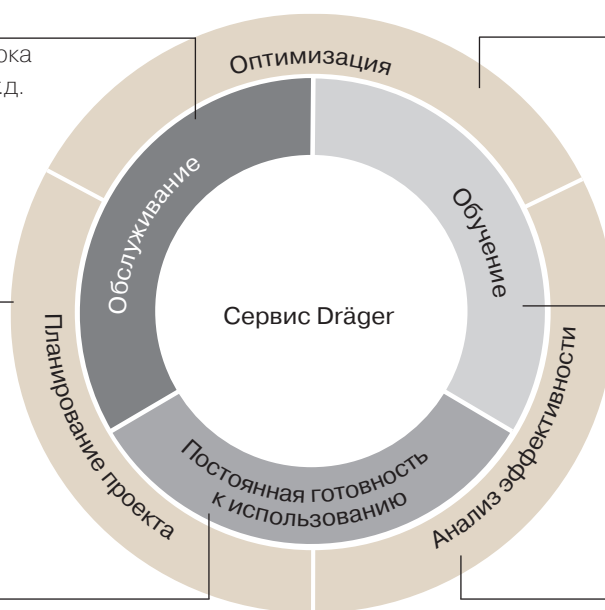 Оптимизация
Обслуживание
Обучение
Сервис Dräger
Планирование проекта
Постоянная готовность
к использованию
Анализ эффективности